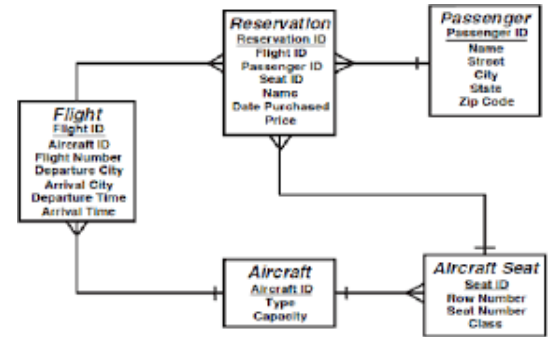 Reservation
Reservation ID
Flight ID
Passenger ID
Seat ID
Name
Date Purchased
Price
Passenger
Passenger ID
Name
Street
City
State
Zip Code
Flight
Flight ID
Aircraft ID
Flight Number
Departure City
Arrival City
Departure Time
Arrival Time
Aircraft
Aircraft ID
Type
Capacity
Aircraft Seat
Seat ID
Row Number
Seat Number
Class